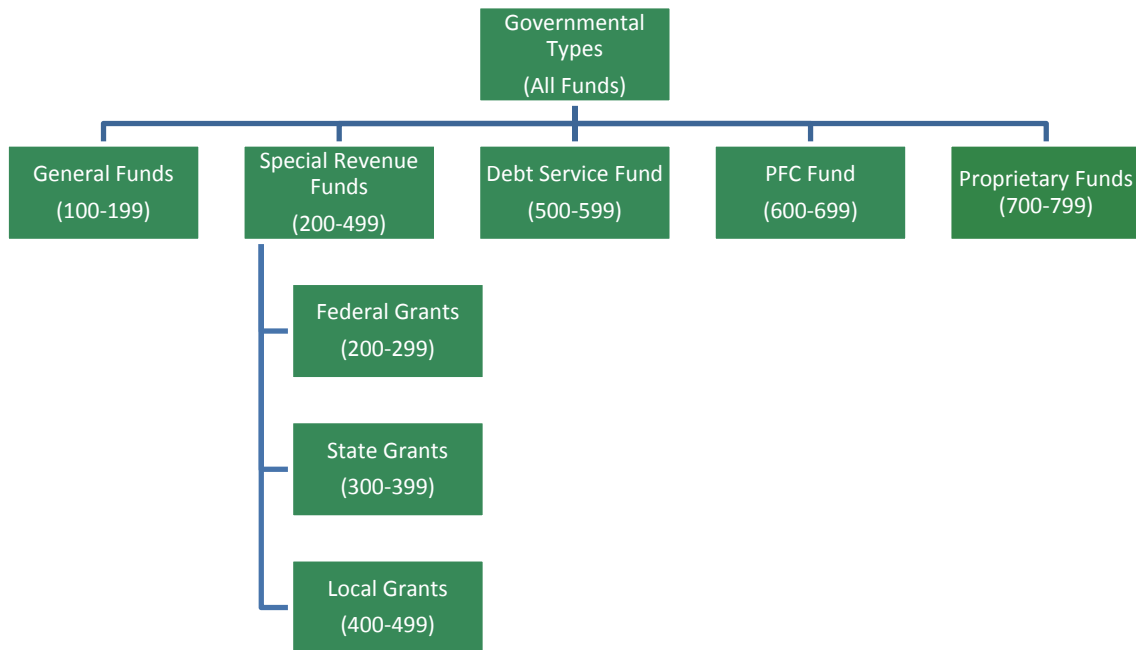 Governmental
Types
(All Funds)
General Funds
(100-199)
Special Revenue
Funds
(200-499)
Debt Service Fund
(500-599)
PFC Fund
(600-699)
Proprietary Funds
(700-799)
Federal Grants
(200-299)
State Grants
(300-399)
Local Grants
(400-499)